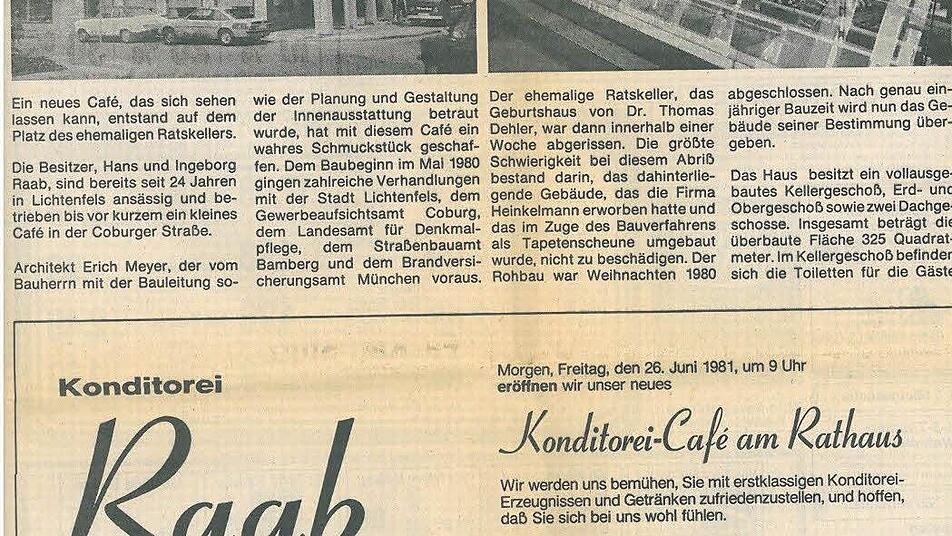 Ein neues Café, das sich sehen
lassen kann, entstand auf dem
Platz des ehemaligen Ratskellers.
Die Besitzer, Hans und Ingeborg
Raab, sind bereits seit 24 Jahren
in Lichtenfels ansässig und be-
trieben bis vor kurzem ein kleines
Café in der Coburger Straße.
Architekt Erich Meyer, der vom
Bauherrn mit der Bauleitung so-
wie der Planung und Gestaltung
der Innenausstattung betraut
wurde, hat mit diesem Café ein
wahres Schmuckstück geschaf-
fen. Dem Baubeginn im Mai 1980
gingen zahlreiche Verhandlungen
mit der Stadt Lichtenfels, dem
Gewerbeaufsichtsamt Coburg,
dem Landesamt für Denkmal-
pflege, dem Straßenbauamt
Bamberg und dem Brandversi-
cherungsamt München voraus.
Der ehemalige Ratskeller, das
Geburtshaus von Dr. Thomas
Dehler, war dann innerhalb einer
Woche abgerissen. Die größte
Schwierigkeit bei diesem Abriß
bestand darin, das dahinterlie-
gende Gebäude, das die Firma
Heinkelmann erworben hatte und
das im Zuge des Bauverfahrens
als Tapetenscheune umgebaut
wurde, nicht zu beschädigen. Der
Rohbau war Weihnachten 1980
abgeschlossen. Nach genau ein-
jähriger Bauzeit wird nun das Ge-
bäude seiner Bestimmung über-
geben.
Das Haus besitzt ein vollausge-
bautes Kellergeschoß, Erd- und
Obergeschoß sowie zwei Dachge-
schosse. Insgesamt beträgt die
überbaute Fläche 325 Quadrat-
meter. Im Kellergeschoß befinden
sich die Toiletten für die Gäste
Konditorei
Raab
Morgen, Freitag, den 26. Juni 1981, um 9 Uhr
eröffnen wir unser neues
Konditorei-Café am Rathaus
Wir werden uns bemühen, Sie mit erstklassigen Konditorei-
Erzeugnissen und Getränken zufriedenzustellen, und hoffen,
daß Sie sich bei uns wohl fühlen.